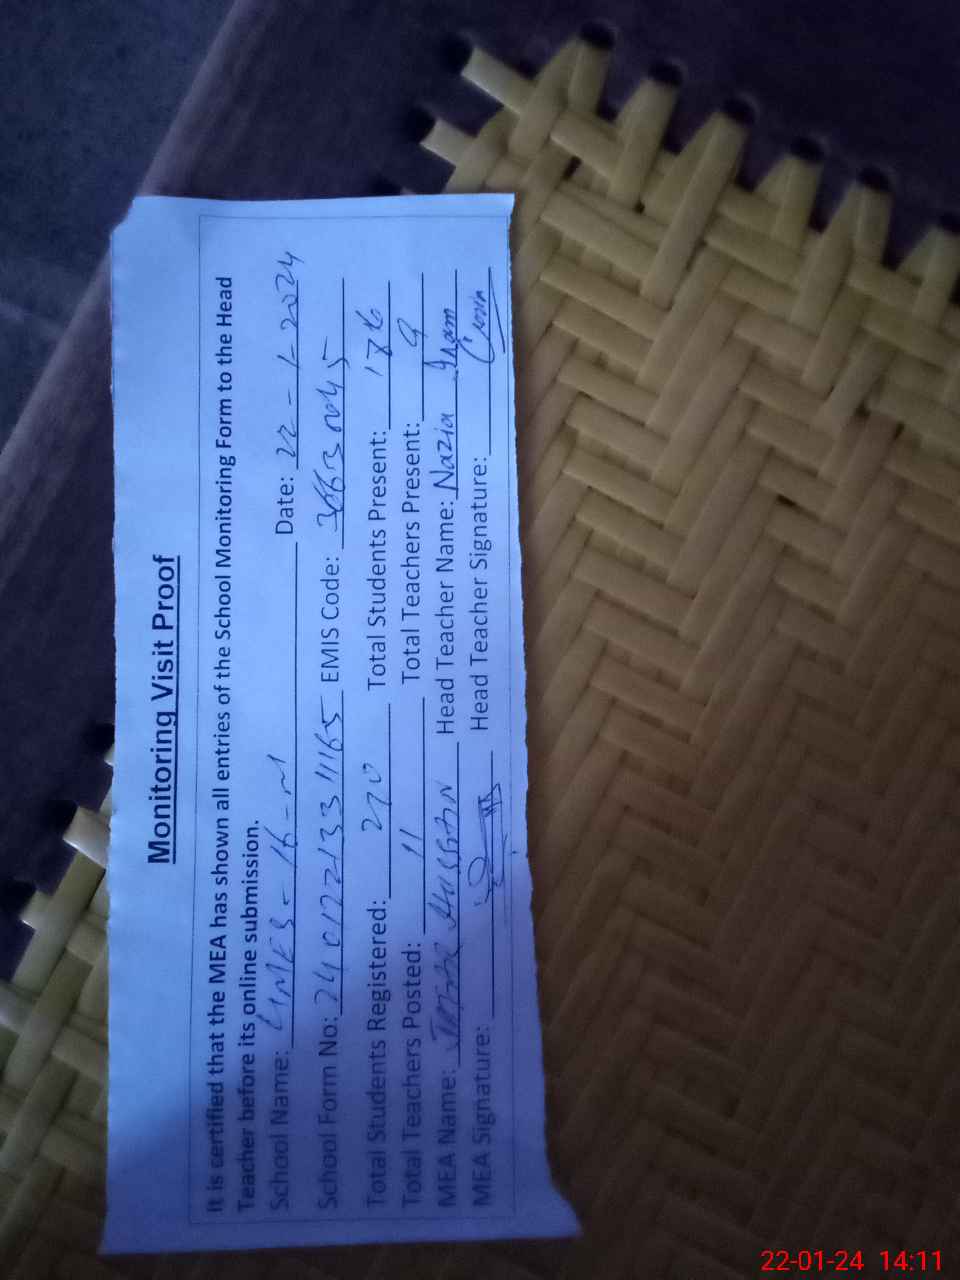 Monitoring Visit Proof
It is certified that the MEA has shown all entries of the School Monitoring Form to the Head
Teacher before its online submission.
School Name: GMES-16-M Date: 22-1-2024
School Form No: EMIS Code:
Total Students Registered: 270 Total Students Present: 176
Total Teachers Posted: 11 Total Teachers Present: 9
MEA Name: Hussain Head Teacher Name: Nazia
MEA Signature: Head Teacher Signature:
22-01-24 14:11